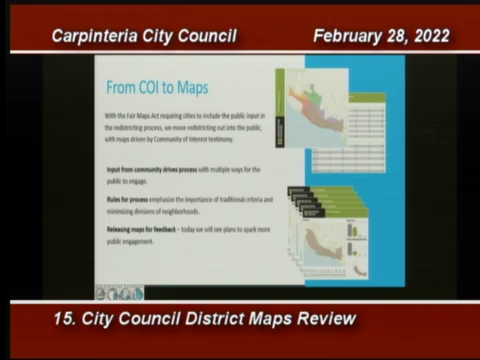 Carpinteria City Council
February 28, 2022
From COI to Maps
With the Fair Maps Act requiring cities to include the public input in
the redistricting process, we move redistricting out into the public,
with maps driven by Community of Interest testimony.
Input from community drives process with multiple ways for the
public to engage.
Rules for process emphasize the importance of traditional criteria and
minimizing divisions of neighborhoods.
Releasing maps for feedback – today we will see plans to spark more
public engagement.
15. City Council District Maps Review